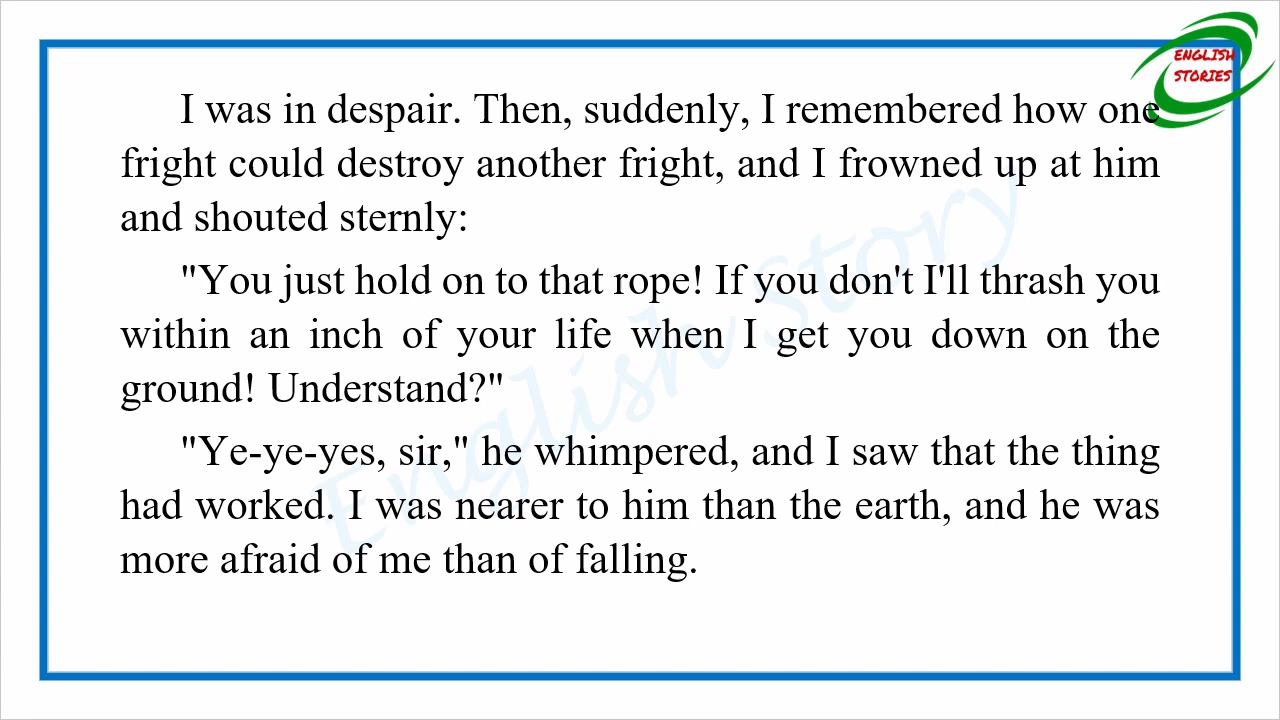 ENGLISH
STORIES
I was in despair. Then, suddenly, I remembered how one
fright could destroy another fright, and I frowned up at him
and shouted sternly:
"You just hold on to that rope! If you don't I'll thrash you
within an inch of your life when I get you down on the
ground! Understand?"
"Ye-ye-yes, sir," he whimpered, and I saw that the thing
had worked. I was nearer to him than the earth, and he was
more afraid of me than of falling.
English Story